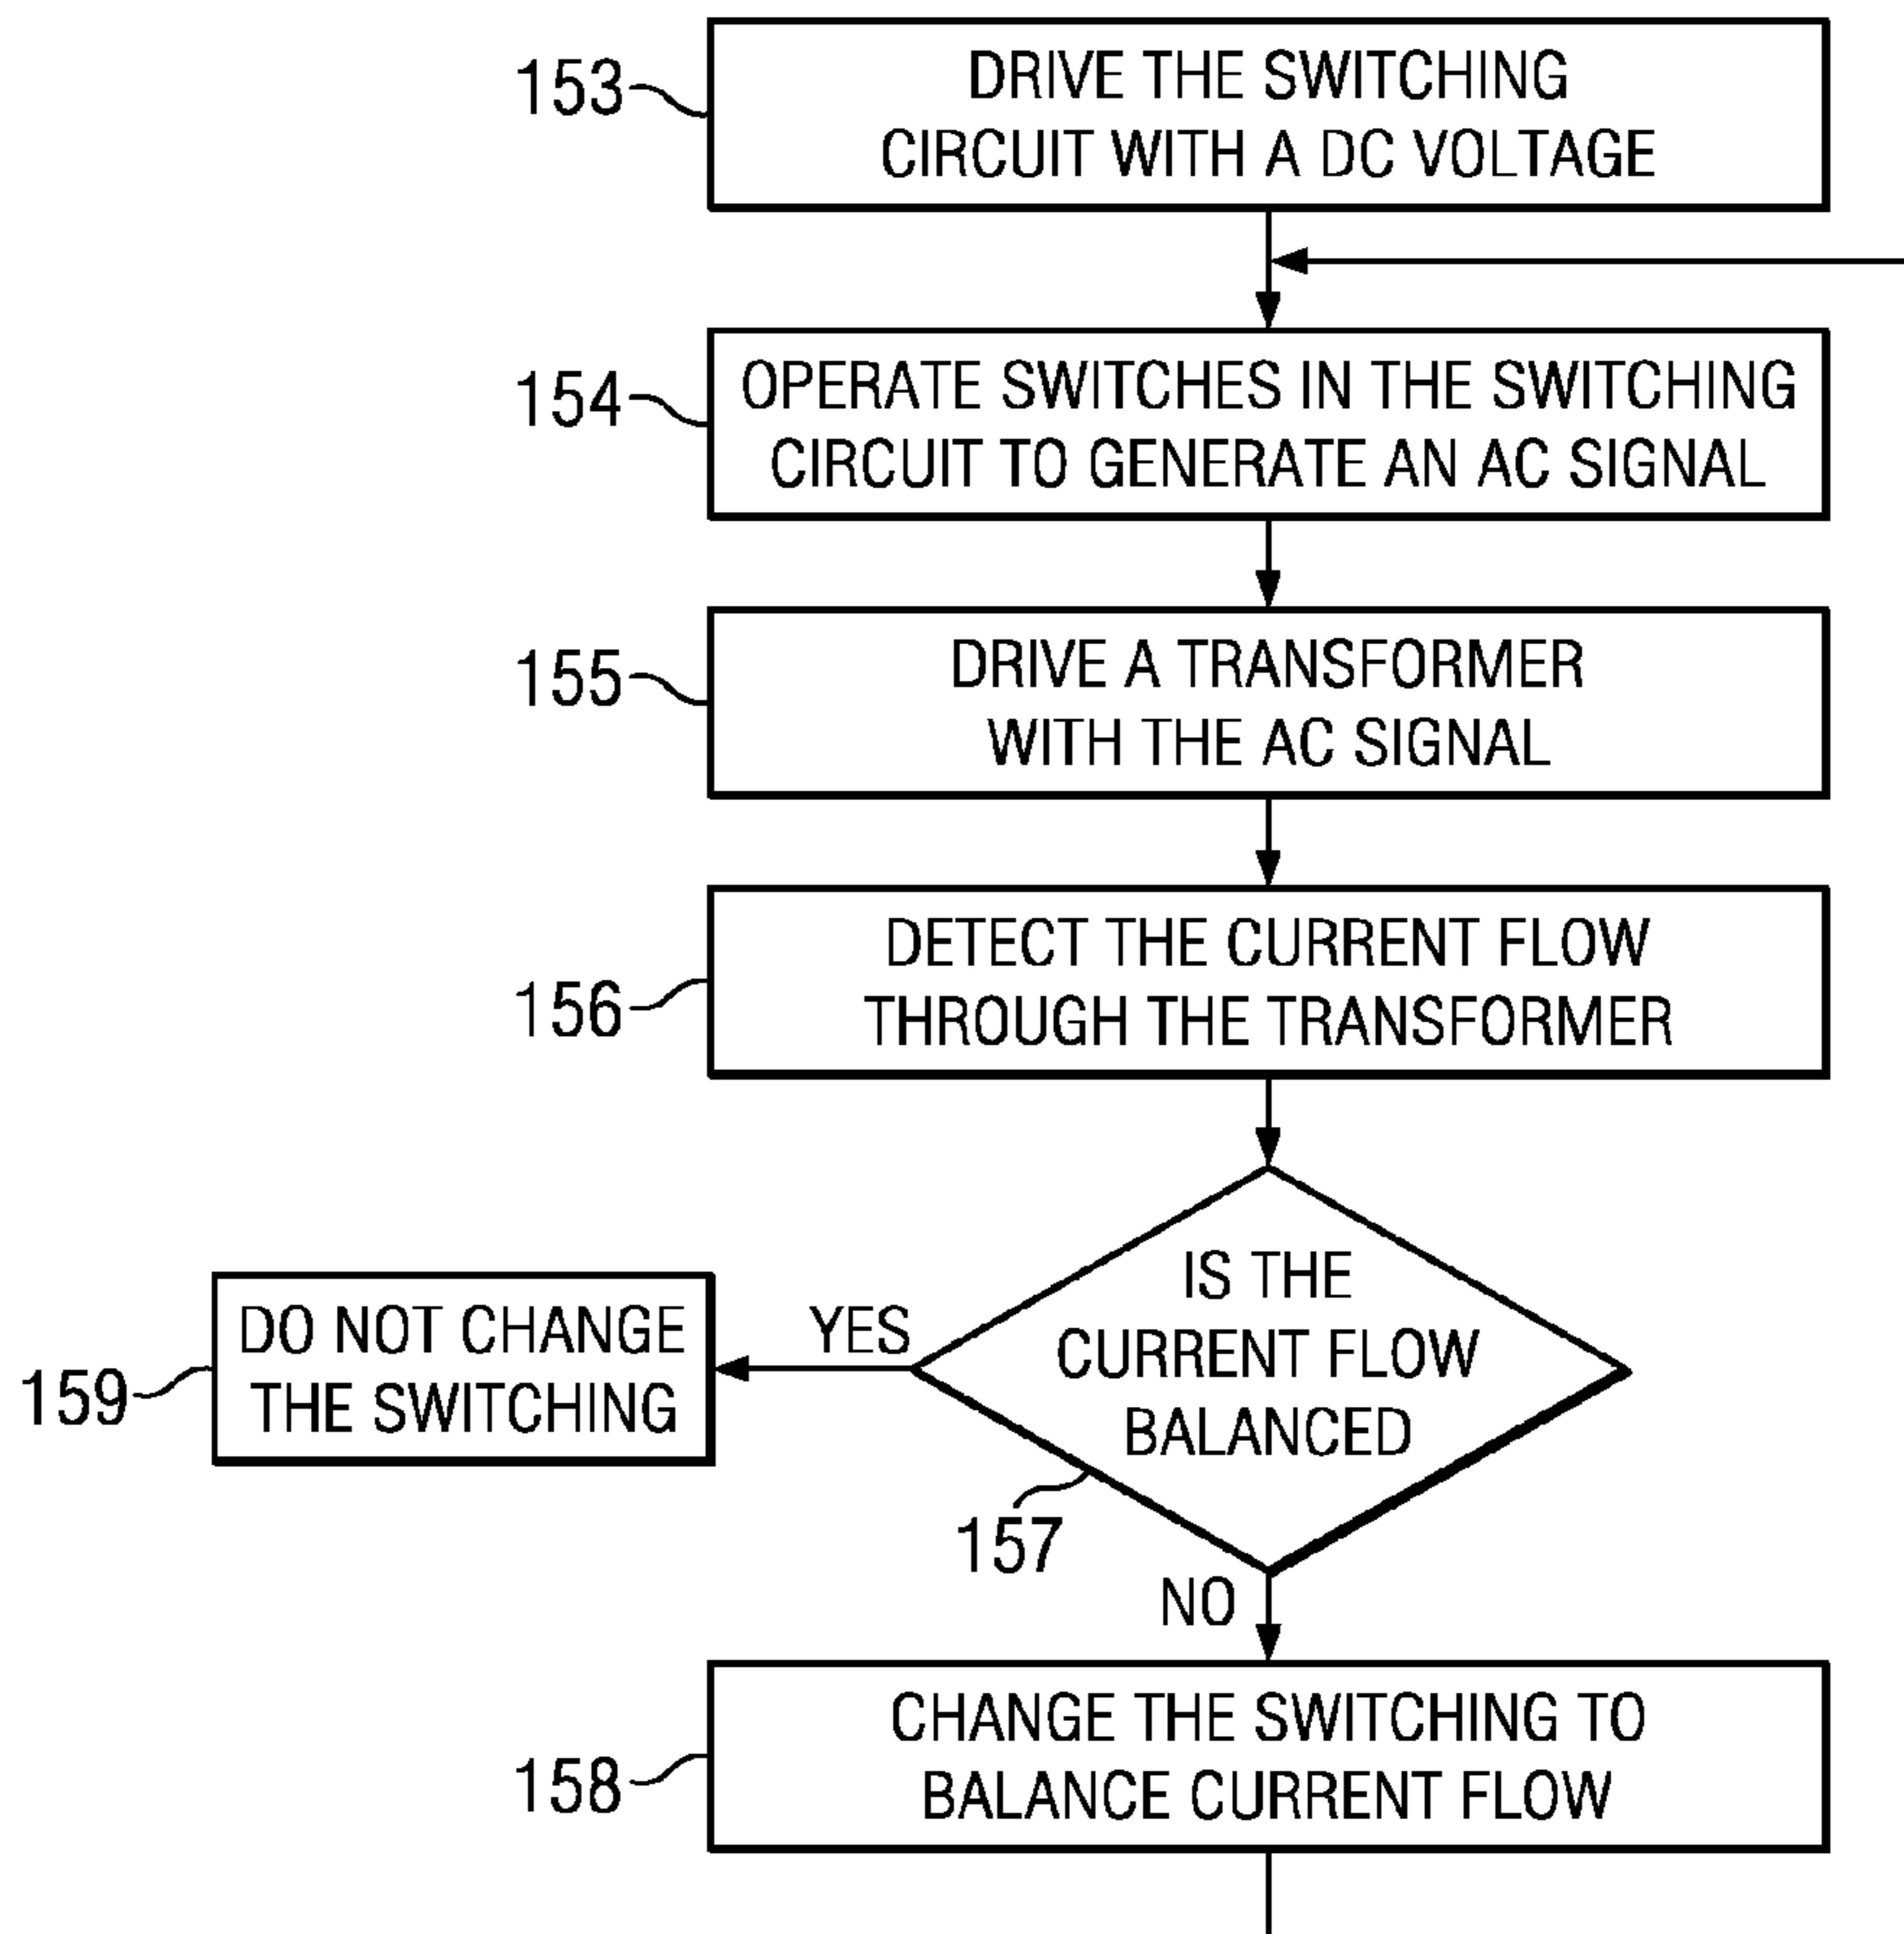 153
DRIVE THE SWITCHING
CIRCUIT WITH A DC VOLTAGE
154
OPERATE SWITCHES IN THE SWITCHING
CIRCUIT TO GENERATE AN AC SIGNAL
155
DRIVE A TRANSFORMER
WITH THE AC SIGNAL
156
DETECT THE CURRENT FLOW
THROUGH THE TRANSFORMER
IS THE
CURRENT FLOW
BALANCED
157
YES
DO NOT CHANGE
THE SWITCHING
159
NO
158
CHANGE THE SWITCHING TO
BALANCE CURRENT FLOW